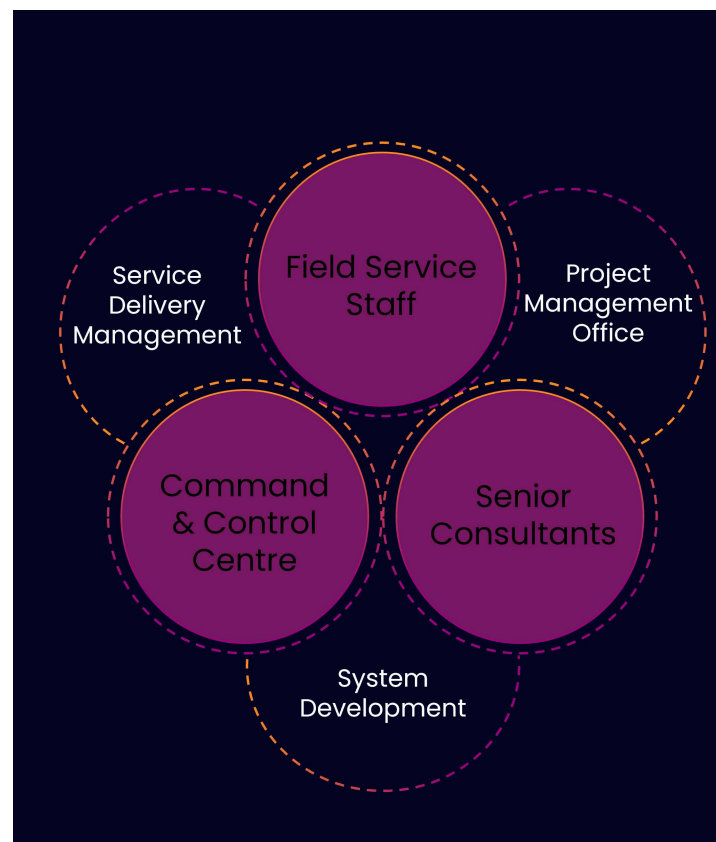 Field Service
Staff
Service
Delivery
Management
Project
Management
Office
Command
& Control
Centre
Senior
Consultants
System
Development